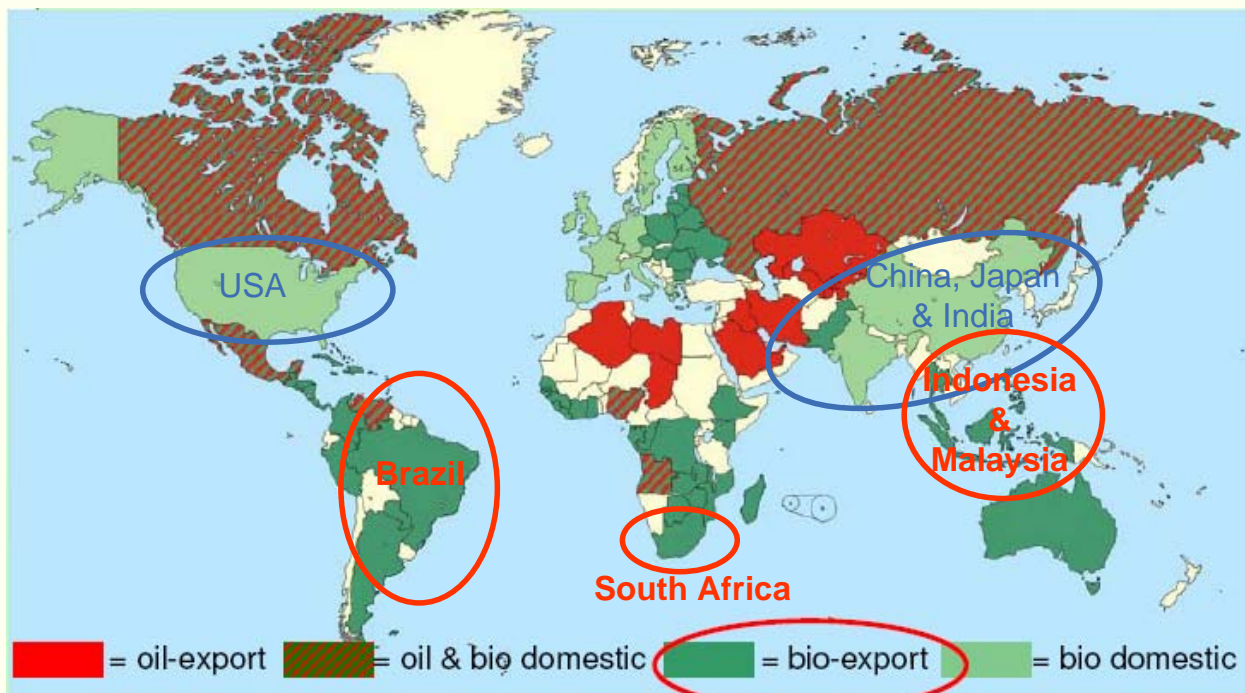 USA
China, Japan
& India
Indonesia
&
Malaysia
Brazil
South Africa
= oil-export
= oil & bio domestic
= bio-export
= bio domestic